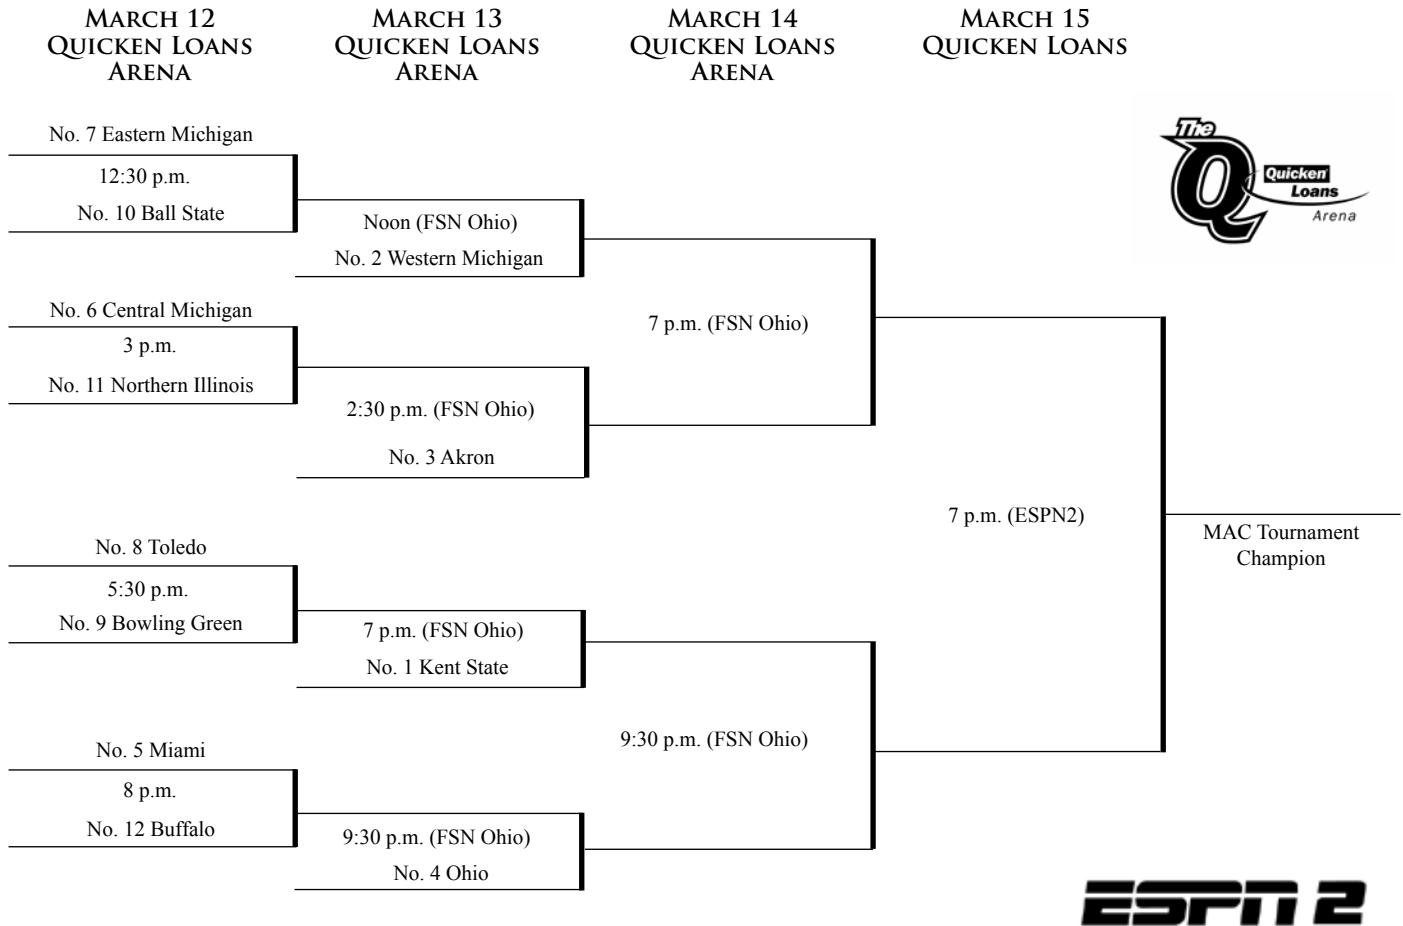 MARCH 12
QUICKEN LOANS
ARENA
MARCH 13
QUICKEN LOANS
ARENA
MARCH 14
QUICKEN LOANS
ARENA
MARCH 15
QUICKEN LOANS
The
Q
Quicken
Loans
Arena
No. 7 Eastern Michigan
12:30 p.m.
No. 10 Ball State
Noon (FSN Ohio)
No. 2 Western Michigan
No. 6 Central Michigan
3 p.m.
No. 11 Northern Illinois
7 p.m. (FSN Ohio)
2:30 p.m. (FSN Ohio)
No. 3 Akron
7 p.m. (ESPN2)
MAC Tournament
Champion
No. 8 Toledo
5:30 p.m.
No. 9 Bowling Green
7 p.m. (FSN Ohio)
No. 1 Kent State
9:30 p.m. (FSN Ohio)
No. 5 Miami
8 p.m.
No. 12 Buffalo
9:30 p.m. (FSN Ohio)
No. 4 Ohio
ESPN 2